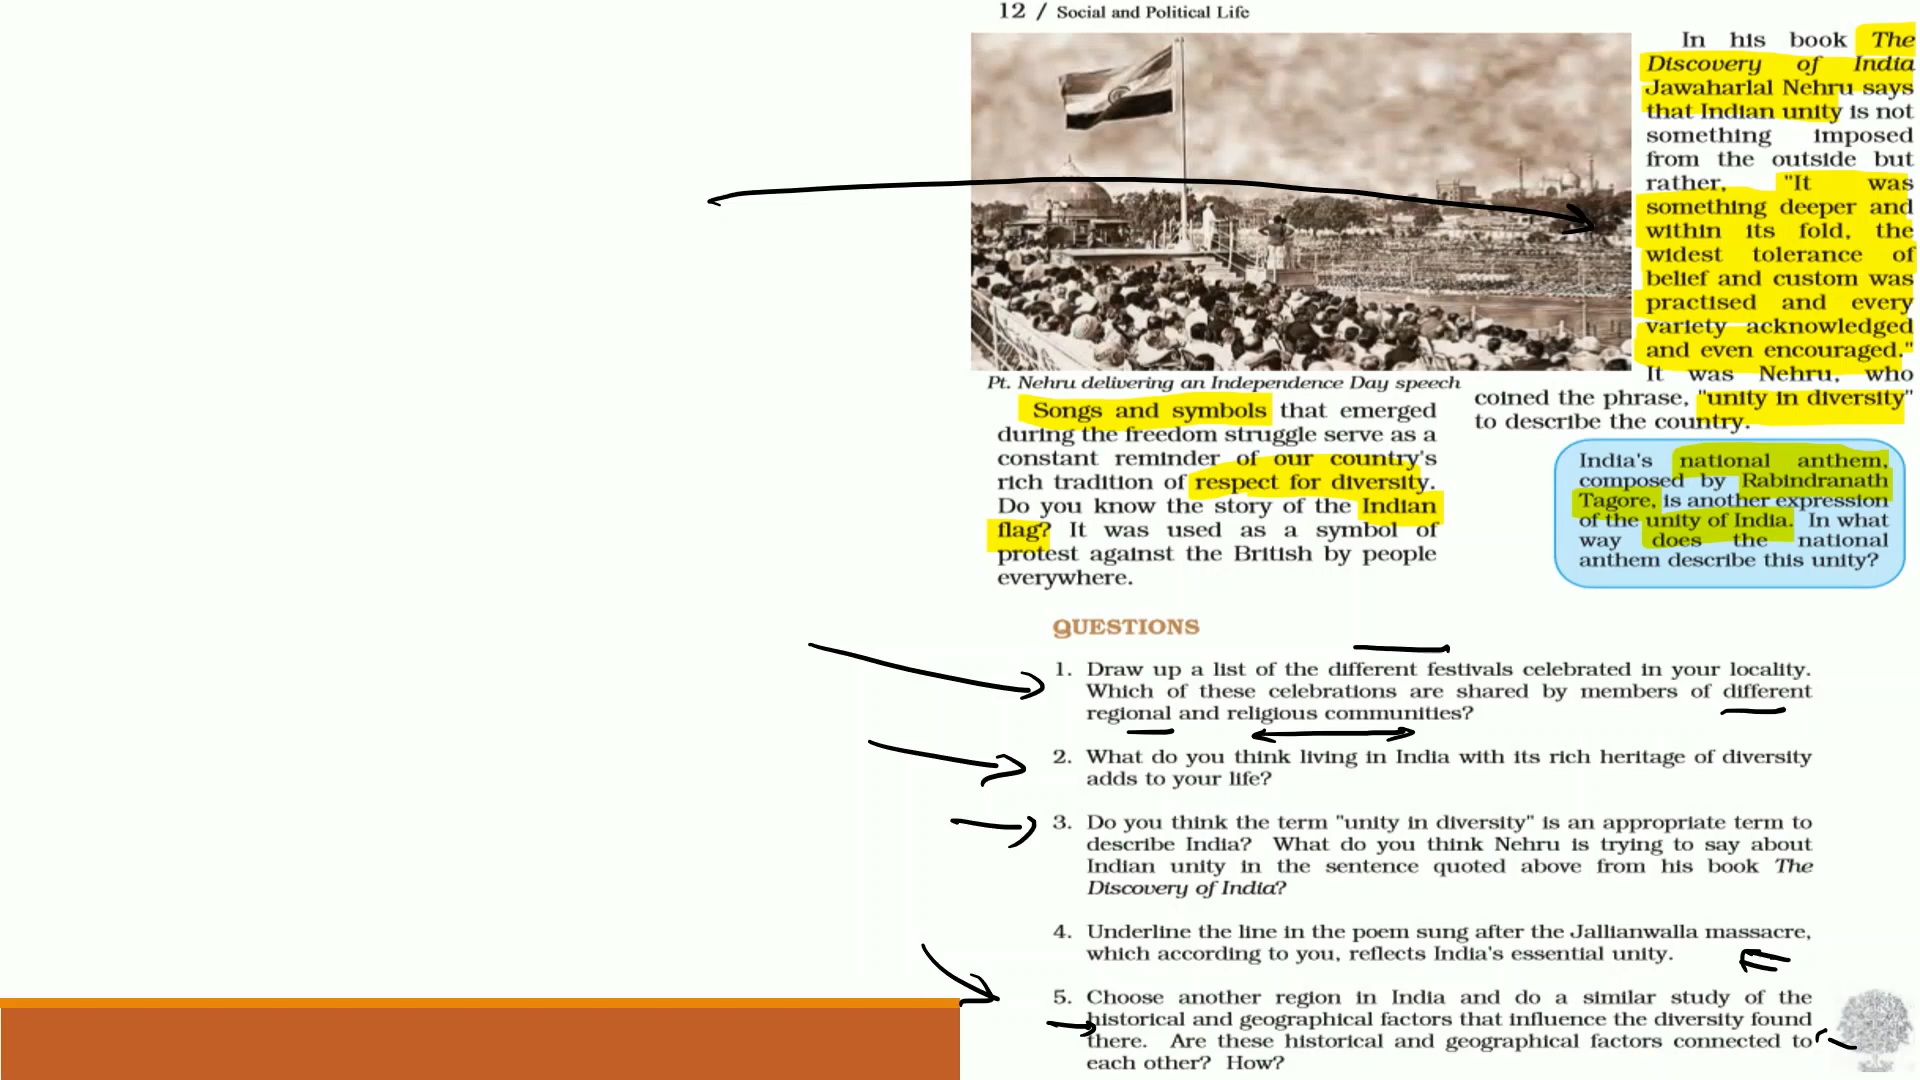 12 / Social and Political Life
Pt. Nehru delivering an Independence Day speech
Songs and symbols that emerged
during the freedom struggle serve as a
constant reminder of our country's
rich tradition of respect for diversity.
Do you know the story of the Indian
flag? It was used as a symbol of
protest against the British by people
everywhere.
In his book The
Discovery of India
Jawaharlal Nehru says
that Indian unity is not
something imposed
from the outside but
rather, "It was
something deeper and
within its fold, the
widest tolerance of
belief and custom was
practised and every
variety acknowledged
and even encouraged."
It was Nehru, who
coined the phrase, "unity in diversity"
to describe the country.
India's national anthem,
composed by Rabindranath
Tagore, is another expression
of the unity of India. In what
way does the national
anthem describe this unity?
QUESTIONS
1. Draw up a list of the different festivals celebrated in your locality.
Which of these celebrations are shared by members of different
regional and religious communities?
2. What do you think living in India with its rich heritage of diversity
adds to your life?
3. Do you think the term "unity in diversity" is an appropriate term to
describe India? What do you think Nehru is trying to say about
Indian unity in the sentence quoted above from his book The
Discovery of India?
4. Underline the line in the poem sung after the Jallianwalla massacre,
which according to you, reflects India's essential unity.
5. Choose another region in India and do a similar study of the
historical and geographical factors that influence the diversity found
there. Are these historical and geographical factors connected to
each other? How?